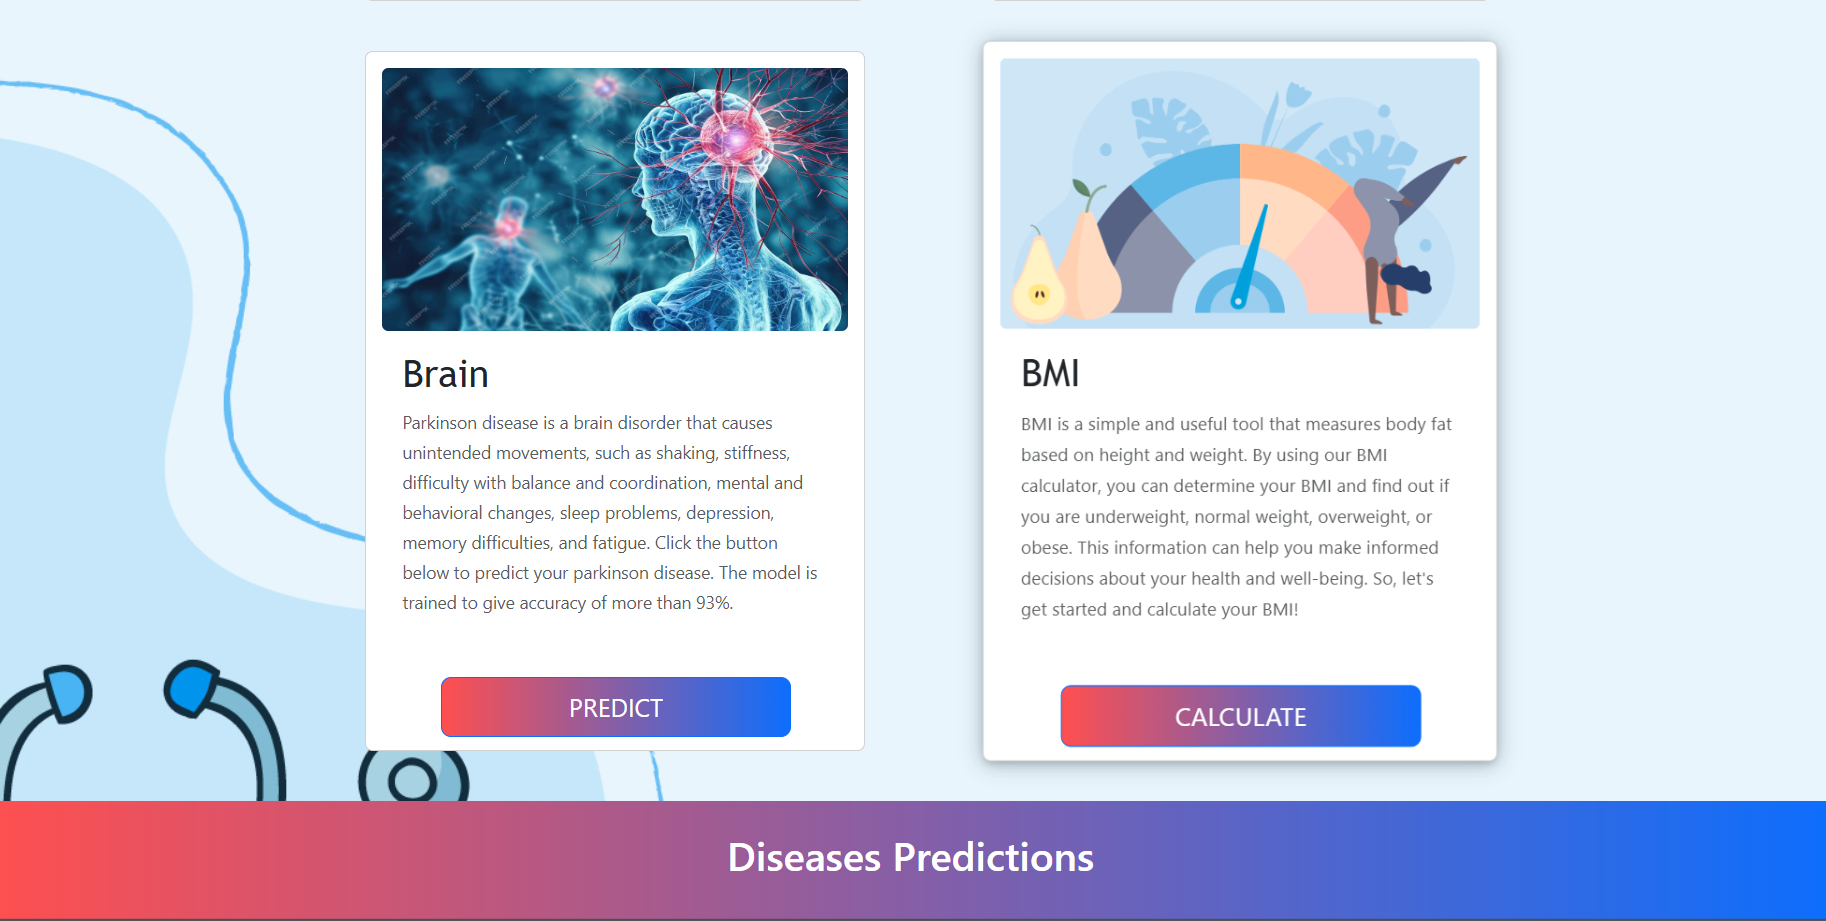 Brain
Parkinson disease is a brain disorder that causes
unintended movements, such as shaking, stiffness,
difficulty with balance and coordination, mental and
behavioral changes, sleep problems, depression,
memory difficulties, and fatigue. Click the button
below to predict your parkinson disease. The model is
trained to give accuracy of more than 93%.
PREDICT
BMI
BMI is a simple and useful tool that measures body fat
based on height and weight. By using our BMI
calculator, you can determine your BMI and find out if
you are underweight, normal weight, overweight, or
obese. This information can help you make informed
decisions about your health and well-being. So, let's
get started and calculate your BMI!
CALCULATE
Diseases Predictions